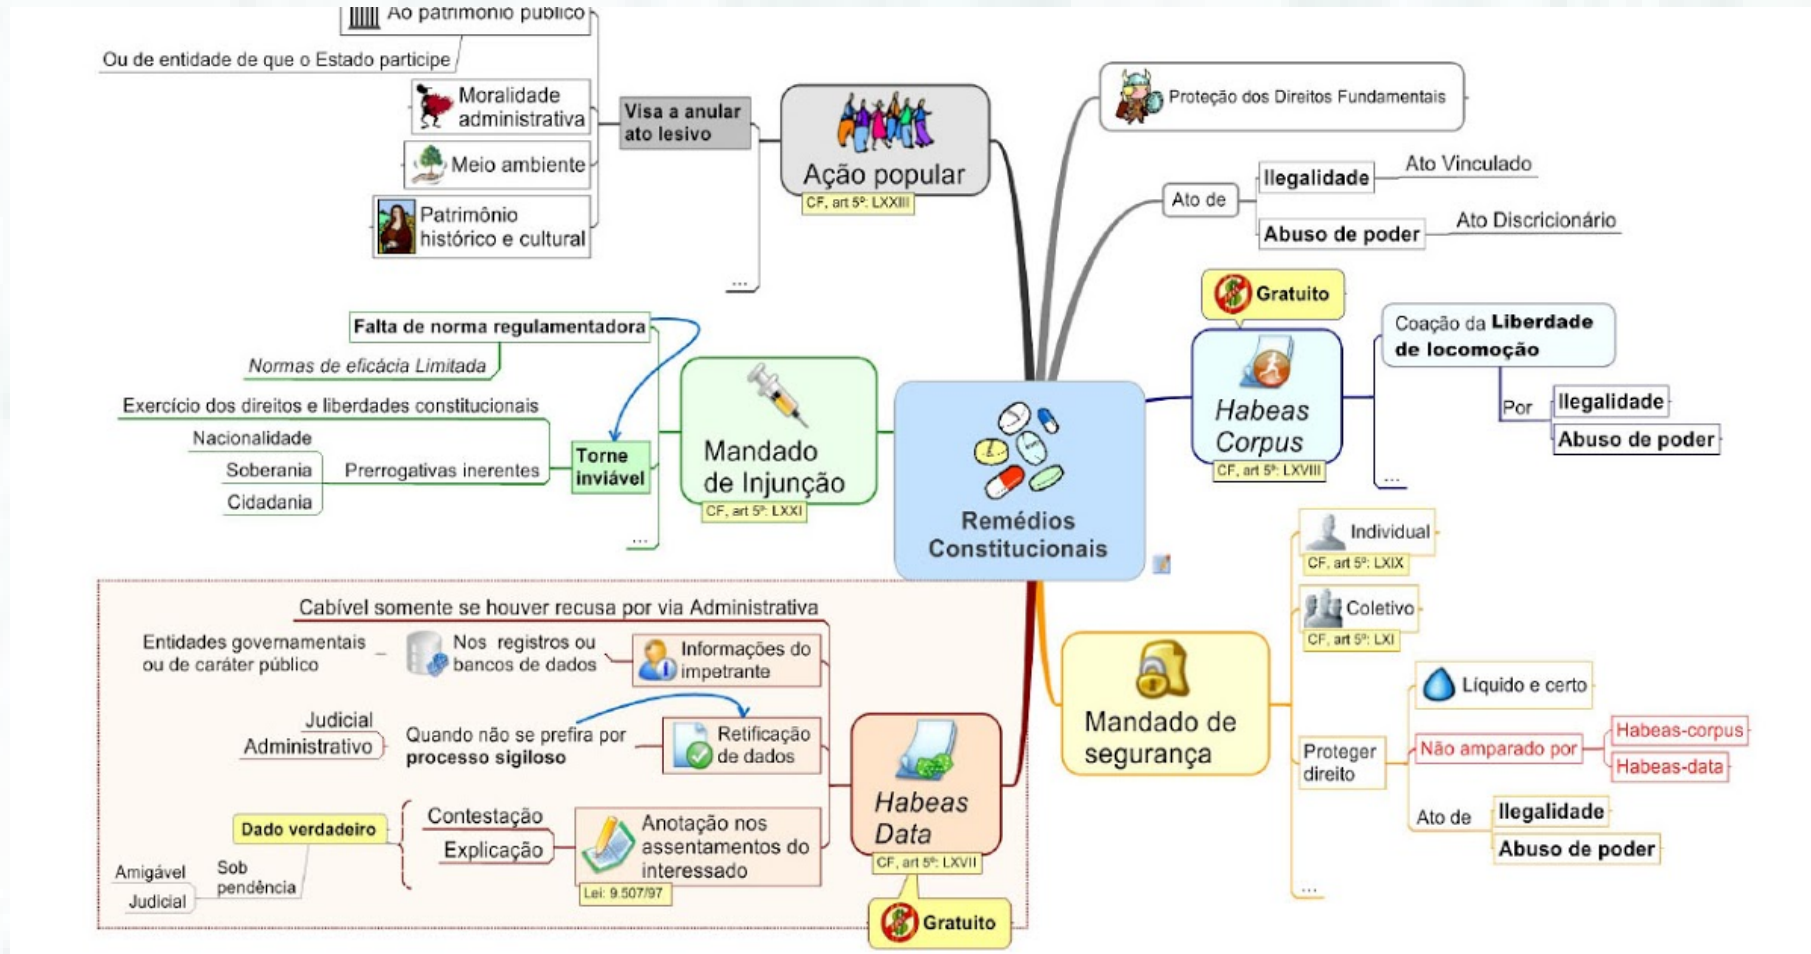 Ao patrimônio público
Ou de entidade de que o Estado participe
Moralidade
administrativa
Meio ambiente
Patrimônio
histórico e cultural
Visa a anular
ato lesivo
Ação popular
CF, art 5º: LXXIII
...
Proteção dos Direitos Fundamentais
Ato de
Ilegalidade
Ato Vinculado
Abuso de poder
Ato Discricionário
Gratuito
Habeas
Corpus
CF, art 5º: LXVIII
Coação da Liberdade
de locomoção
Por
Ilegalidade
Abuso de poder
...
Falta de norma regulamentadora
Normas de eficácia Limitada
Exercício dos direitos e liberdades constitucionais
Nacionalidade
Soberania
Cidadania
Prerrogativas inerentes
Torne
inviável
Mandado
de Injunção
CF, art 5º: LXXI
...
Remédios
Constitucionais
Individual
CF, art 5º: LXIX
Coletivo
CF, art 5º: LXI
Mandado de
segurança
Proteger
direito
Líquido e certo
Não amparado por
Habeas-corpus
Habeas-data
Ato de
Ilegalidade
Abuso de poder
...
Cabível somente se houver recusa por via Administrativa
Entidades governamentais
ou de caráter público
Nos registros ou
bancos de dados
Informações do
impetrante
Judicial
Administrativo
Quando não se prefira por
processo sigiloso
Retificação
de dados
Habeas
Data
CF, art 5º: LXVII
Gratuito
Dado verdadeiro
Contestação
Explicação
Anotação nos
assentamentos do
interessado
Lei: 9.507/97
Amigável
Judicial
Sob
pendência